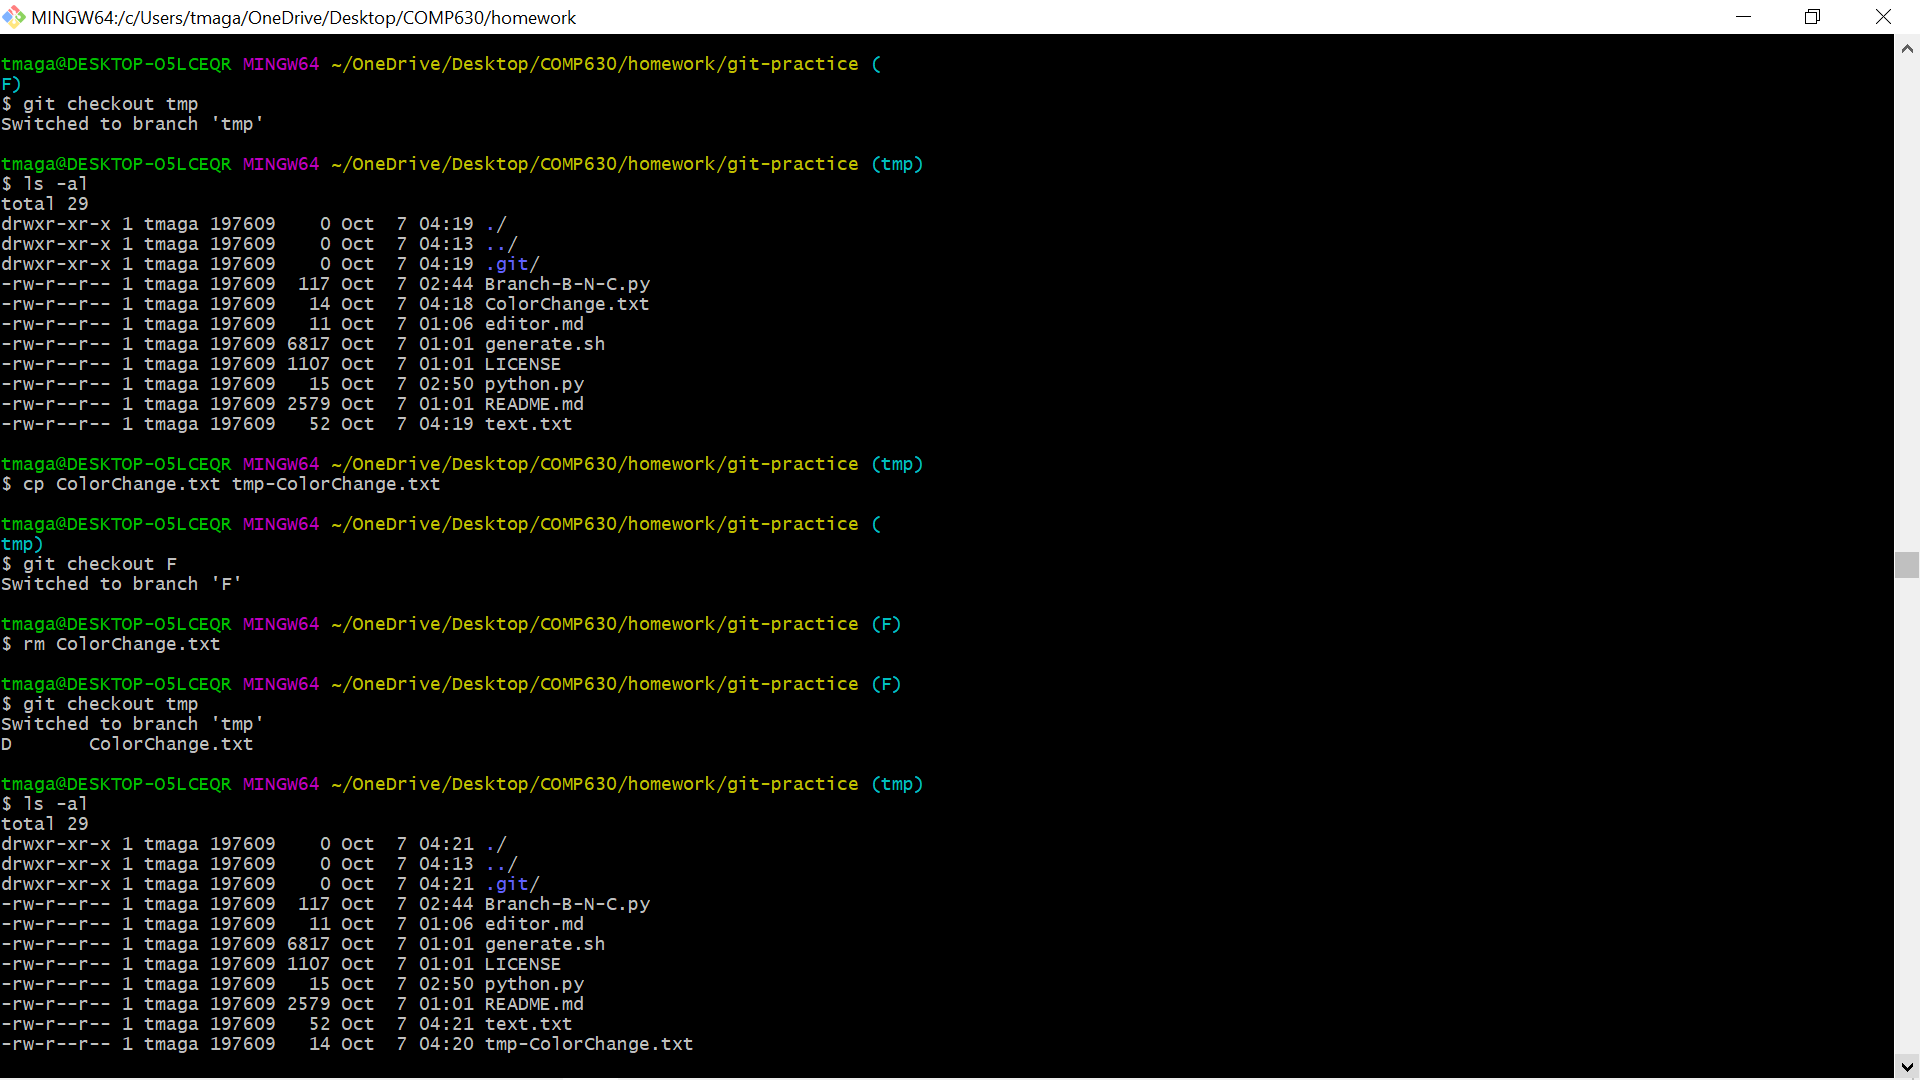 MINGW64:/c/Users/tmaga/OneDrive/Desktop/COMP630/homework
tmaga@DESKTOP-O5LCEQR MINGW64 ~/OneDrive/Desktop/COMP630/homework/git-practice (
F)
$ git checkout tmp
Switched to branch 'tmp'
tmaga@DESKTOP-O5LCEQR MINGW64 ~/OneDrive/Desktop/COMP630/homework/git-practice (tmp)
$ ls -al
total 29
drwxr-xr-x 1 tmaga 197609    0 Oct  7 04:19 ./
drwxr-xr-x 1 tmaga 197609    0 Oct  7 04:13 ../
drwxr-xr-x 1 tmaga 197609    0 Oct  7 04:19 .git/
-rw-r--r-- 1 tmaga 197609  117 Oct  7 02:44 Branch-B-N-C.py
-rw-r--r-- 1 tmaga 197609   14 Oct  7 04:18 ColorChange.txt
-rw-r--r-- 1 tmaga 197609   11 Oct  7 01:06 editor.md
-rw-r--r-- 1 tmaga 197609 6817 Oct  7 01:01 generate.sh
-rw-r--r-- 1 tmaga 197609 1107 Oct  7 01:01 LICENSE
-rw-r--r-- 1 tmaga 197609   15 Oct  7 02:50 python.py
-rw-r--r-- 1 tmaga 197609 2579 Oct  7 01:01 README.md
-rw-r--r-- 1 tmaga 197609   52 Oct  7 04:19 text.txt
tmaga@DESKTOP-O5LCEQR MINGW64 ~/OneDrive/Desktop/COMP630/homework/git-practice (tmp)
$ cp ColorChange.txt tmp-ColorChange.txt
tmaga@DESKTOP-O5LCEQR MINGW64 ~/OneDrive/Desktop/COMP630/homework/git-practice (
tmp)
$ git checkout F
Switched to branch 'F'
tmaga@DESKTOP-O5LCEQR MINGW64 ~/OneDrive/Desktop/COMP630/homework/git-practice (F)
$ rm ColorChange.txt
tmaga@DESKTOP-O5LCEQR MINGW64 ~/OneDrive/Desktop/COMP630/homework/git-practice (F)
$ git checkout tmp
Switched to branch 'tmp'
D       ColorChange.txt
tmaga@DESKTOP-O5LCEQR MINGW64 ~/OneDrive/Desktop/COMP630/homework/git-practice (tmp)
$ ls -al
total 29
drwxr-xr-x 1 tmaga 197609    0 Oct  7 04:21 ./
drwxr-xr-x 1 tmaga 197609    0 Oct  7 04:13 ../
drwxr-xr-x 1 tmaga 197609    0 Oct  7 04:21 .git/
-rw-r--r-- 1 tmaga 197609  117 Oct  7 02:44 Branch-B-N-C.py
-rw-r--r-- 1 tmaga 197609   11 Oct  7 01:06 editor.md
-rw-r--r-- 1 tmaga 197609 6817 Oct  7 01:01 generate.sh
-rw-r--r-- 1 tmaga 197609 1107 Oct  7 01:01 LICENSE
-rw-r--r-- 1 tmaga 197609   15 Oct  7 02:50 python.py
-rw-r--r-- 1 tmaga 197609 2579 Oct  7 01:01 README.md
-rw-r--r-- 1 tmaga 197609   52 Oct  7 04:21 text.txt
-rw-r--r-- 1 tmaga 197609   14 Oct  7 04:20 tmp-ColorChange.txt